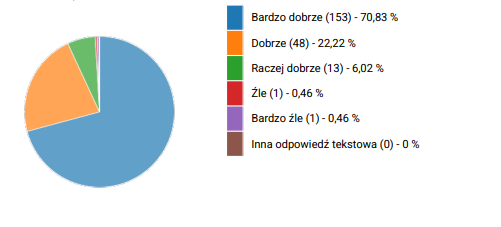 Bardzo dobrze (153) - 70,83 %
Dobrze (48) - 22,22 %
Raczej dobrze (13) - 6,02 %
Źle (1) - 0,46 %
Bardzo źle (1) - 0,46 %
Inna odpowiedź tekstowa (0) - 0 %